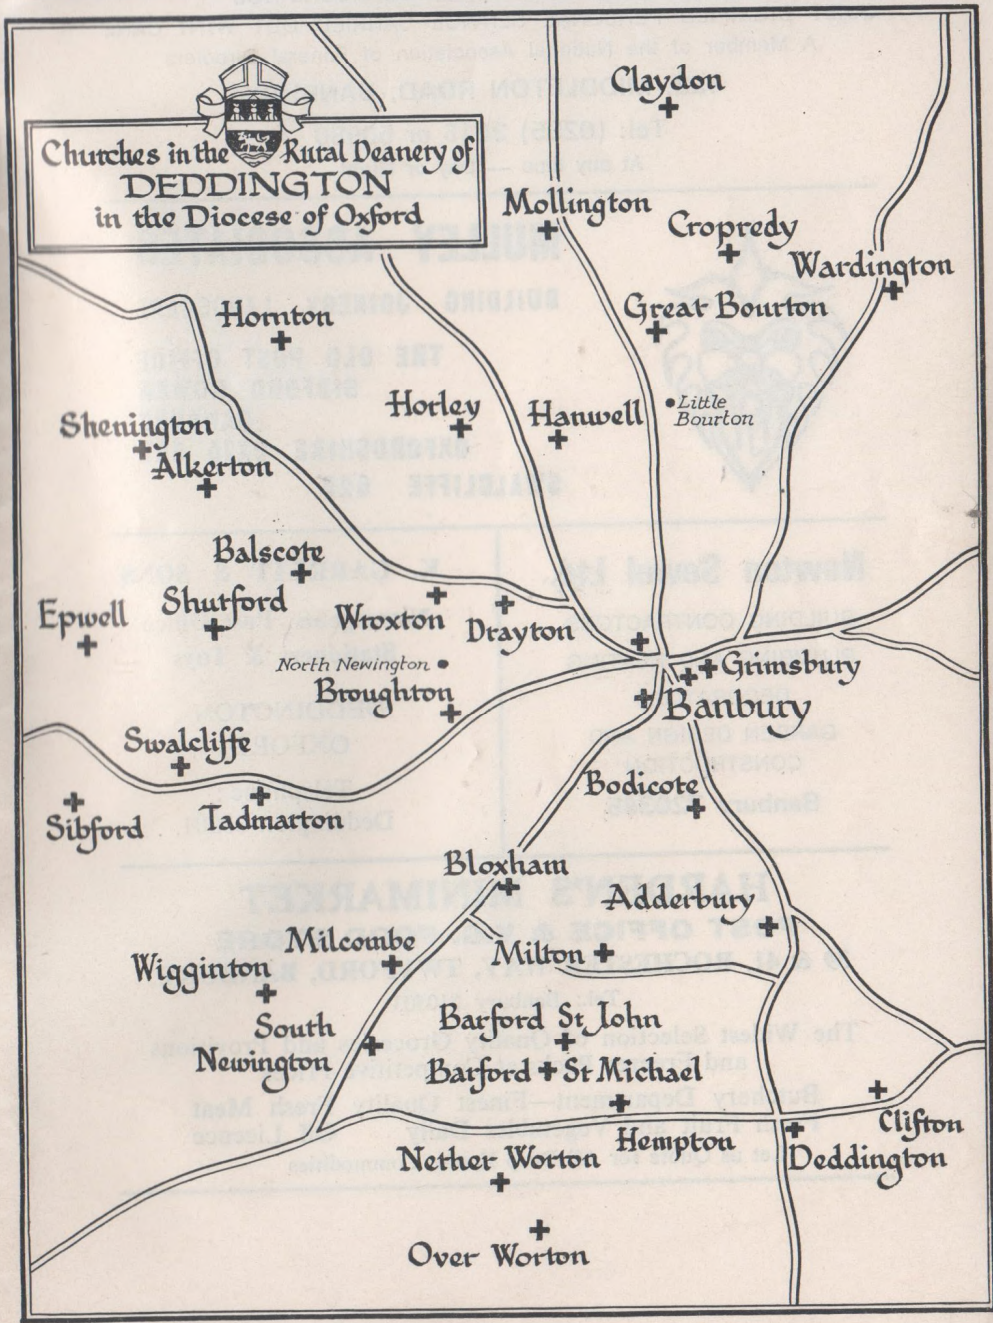 Churches in the Rural Deanery of
DEDDINGTON
in the Diocese of Oxford
Claydon
Mollington
Cropredy
Wardington
Great Bourton
Hornton
Horley
Hanwell
Little
Bourton
Shenington
Alkerton
Balscote
Shutford
Epwell
Wroxton
Drayton
North Newington
Broughton
Grimsbury
Banbury
Swalcliffe
Bodicote
Sibford
Tadmarton
Bloxham
Adderbury
Milcombe
Milton
Wigginton
South
Newington
Barford St John
Barford St Michael
Hempton
Clifton
Deddington
Nether Worton
Over Worton